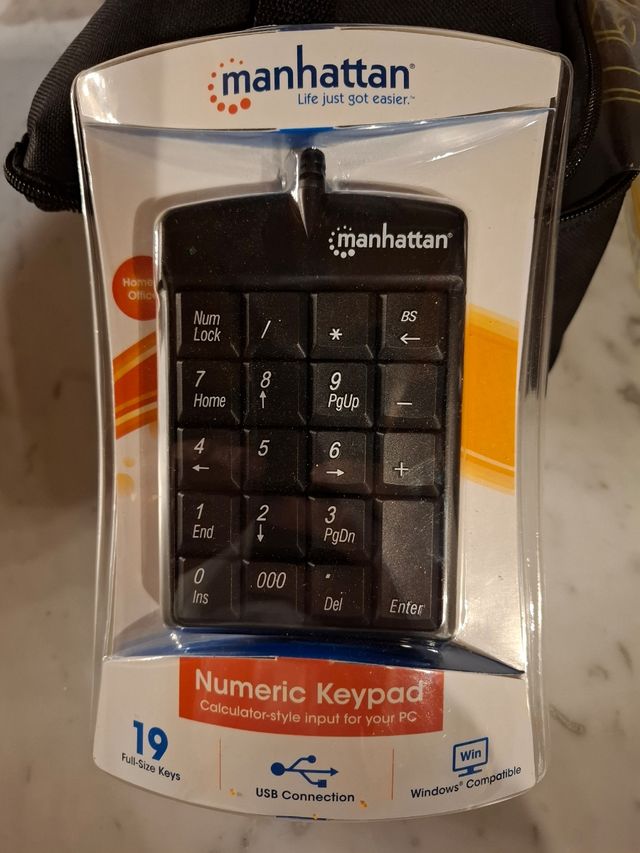 manhattan®
Life just got easier.™
manhattan®
Home
Office
Num Lock / * BS ←
7 Home 8 ↑ 9 PgUp −
4 ← 5 6 → +
1 End 2 ↓ 3 PgDn
0 Ins 000 . Del Enter
Numeric Keypad
Calculator-style input for your PC
19
Full-Size Keys
USB Connection
Win
Windows® Compatible